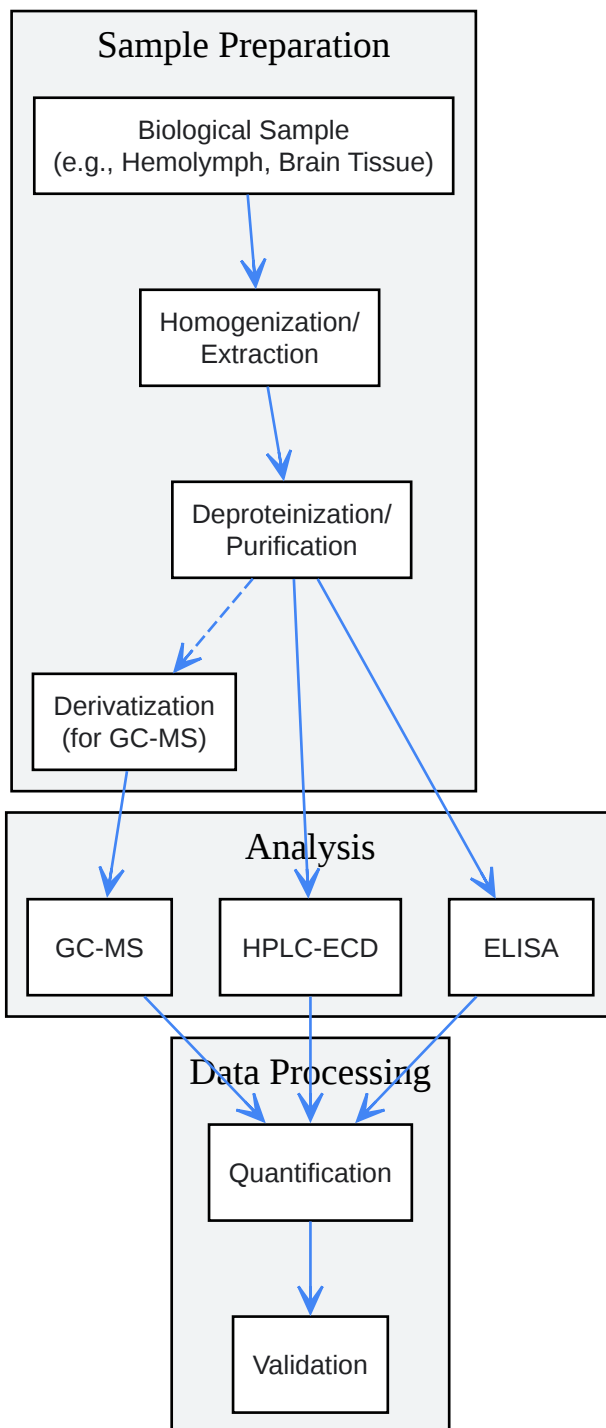 Sample Preparation
Biological Sample
(e.g., Hemolymph, Brain Tissue)
Homogenization/
Extraction
Deproteinization/
Purification
Derivatization
(for GC-MS)
Analysis
GC-MS
HPLC-ECD
ELISA
Data Processing
Quantification
Validation